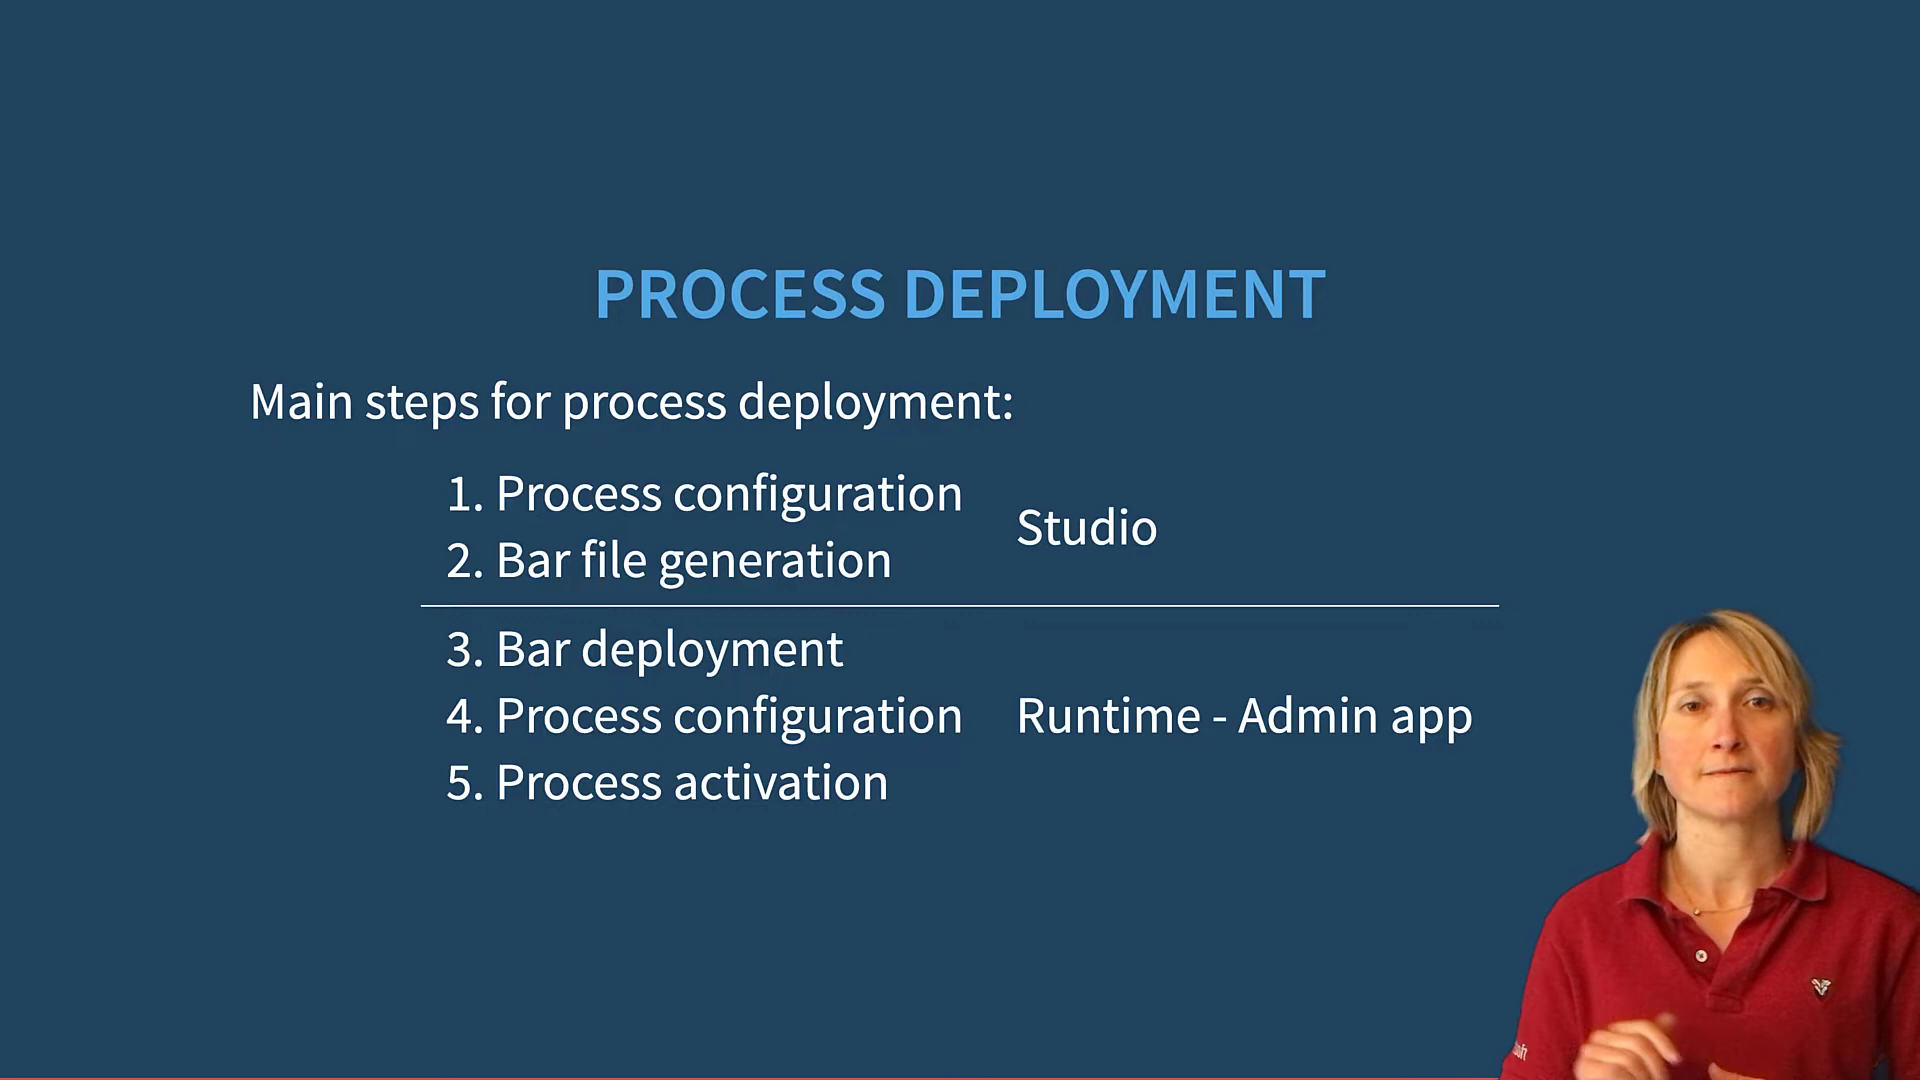 PROCESS DEPLOYMENT
Main steps for process deployment:
1. Process configuration
2. Bar file generation
Studio
3. Bar deployment
4. Process configuration
5. Process activation
Runtime - Admin app